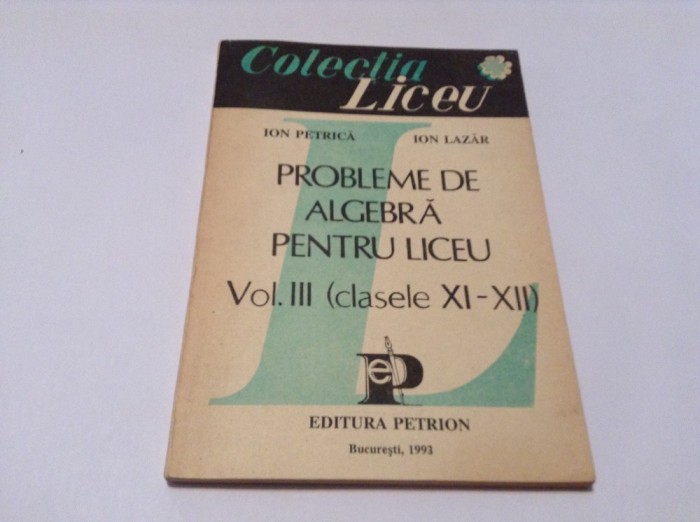 Colecția
Liceu
ION PETRICĂ ION LAZĂR
PROBLEME DE
ALGEBRĂ
PENTRU LICEU
Vol. III (clasele XI-XII)
EDITURA PETRION
București, 1993